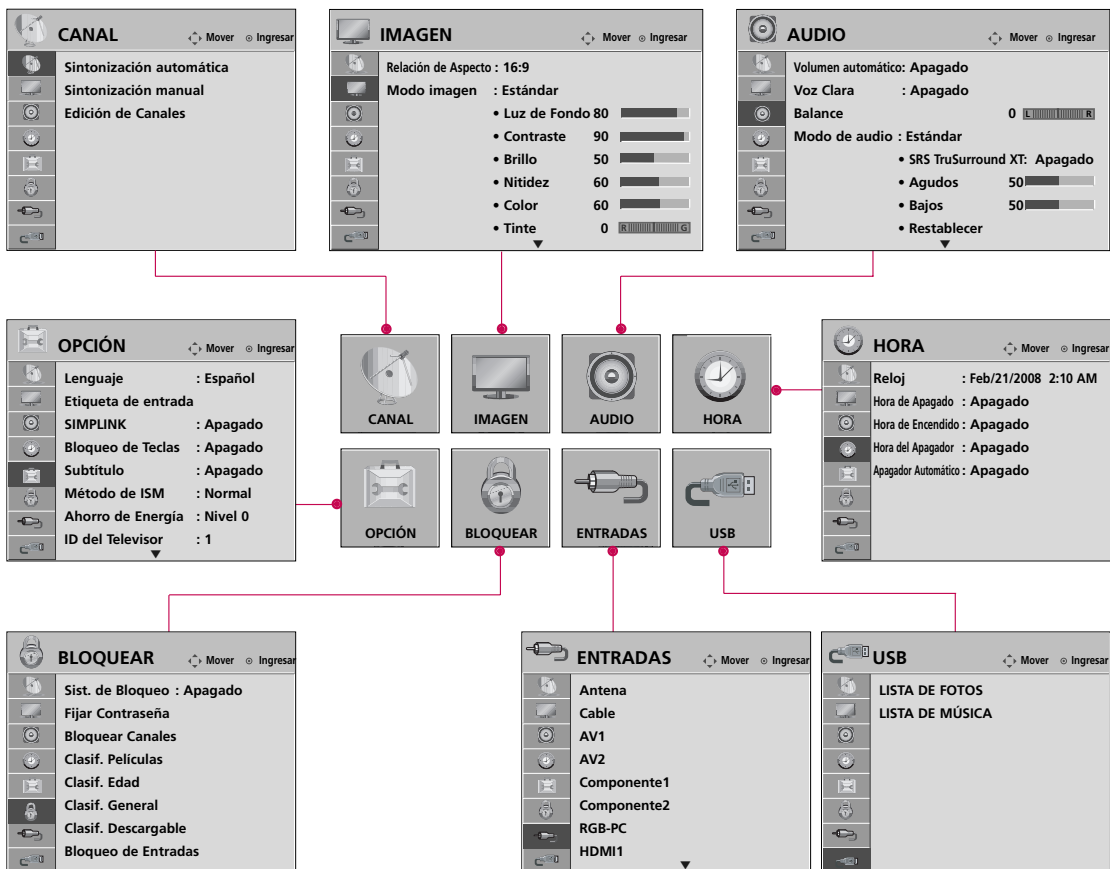 CANAL Mover Ingresar
Sintonización automática
Sintonización manual
Edición de Canales
IMAGEN Mover Ingresar
Relación de Aspecto : 16:9
Modo imagen : Estándar
• Luz de Fondo 80
• Contraste 90
• Brillo 50
• Nitidez 60
• Color 60
• Tinte 0 R G
AUDIO Mover Ingresar
Volumen automático: Apagado
Voz Clara : Apagado
Balance 0 L R
Modo de audio : Estándar
• SRS TruSurround XT: Apagado
• Agudos 50
• Bajos 50
• Restablecer
OPCIÓN Mover Ingresar
Lenguaje : Español
Etiqueta de entrada
SIMPLINK : Apagado
Bloqueo de Teclas : Apagado
Subtítulo : Apagado
Método de ISM : Normal
Ahorro de Energía : Nivel 0
ID del Televisor : 1
CANAL IMAGEN AUDIO HORA
OPCIÓN BLOQUEAR ENTRADAS USB
HORA Mover Ingresar
Reloj : Feb/21/2008 2:10 AM
Hora de Apagado : Apagado
Hora de Encendido : Apagado
Hora del Apagador : Apagado
Apagador Automático : Apagado
BLOQUEAR Mover Ingresar
Sist. de Bloqueo : Apagado
Fijar Contraseña
Bloquear Canales
Clasif. Películas
Clasif. Edad
Clasif. General
Clasif. Descargable
Bloqueo de Entradas
ENTRADAS Mover Ingresar
Antena
Cable
AV1
AV2
Componente1
Componente2
RGB-PC
HDMI1
USB Mover Ingresar
LISTA DE FOTOS
LISTA DE MÚSICA